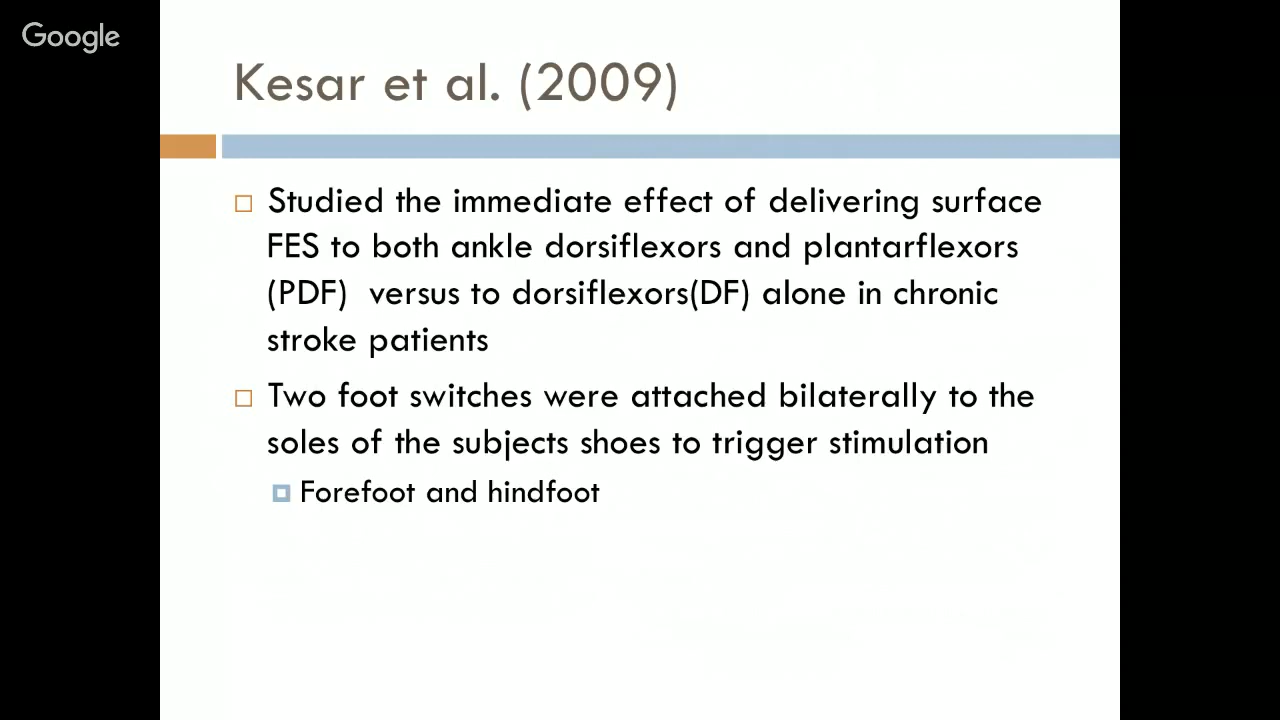 Google
Kesar et al. (2009)
Studied the immediate effect of delivering surface
FES to both ankle dorsiflexors and plantarflexors
(PDF)  versus to dorsiflexors(DF) alone in chronic
stroke patients
Two foot switches were attached bilaterally to the
soles of the subjects shoes to trigger stimulation
Forefoot and hindfoot